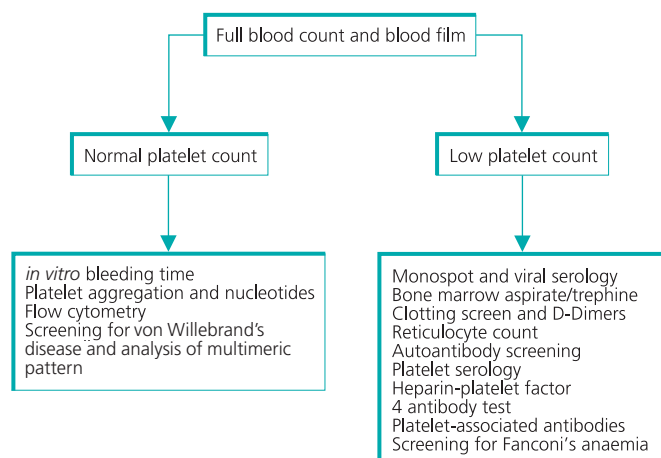 Full blood count and blood film
Normal platelet count
Low platelet count
in vitro bleeding time
Platelet aggregation and nucleotides
Flow cytometry
Screening for von Willebrand's
disease and analysis of multimeric
pattern
Monospot and viral serology
Bone marrow aspirate/trephine
Clotting screen and D-Dimers
Reticulocyte count
Autoantibody screening
Platelet serology
Heparin-platelet factor
4 antibody test
Platelet-associated antibodies
Screening for Fanconi's anaemia